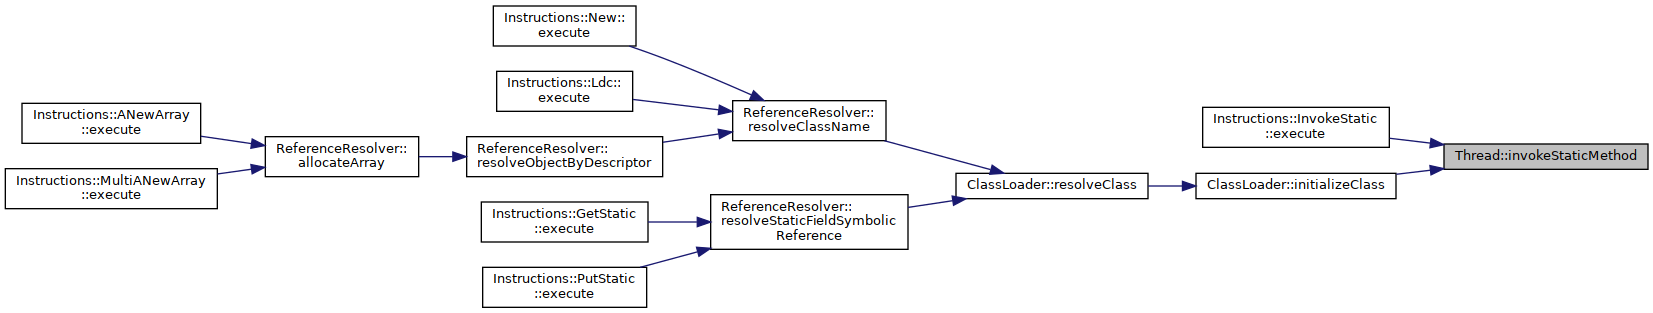 Instructions::New::
execute
Instructions::Ldc::
execute
Instructions::ANewArray
::execute
Instructions::MultiANewArray
::execute
ReferenceResolver::
allocateArray
ReferenceResolver::
resolveObjectByDescriptor
Instructions::GetStatic
::execute
Instructions::PutStatic
::execute
ReferenceResolver::
resolveClassName
ReferenceResolver::
resolveStaticFieldSymbolic
Reference
ClassLoader::resolveClass
Instructions::InvokeStatic
::execute
ClassLoader::initializeClass
Thread::invokeStaticMethod